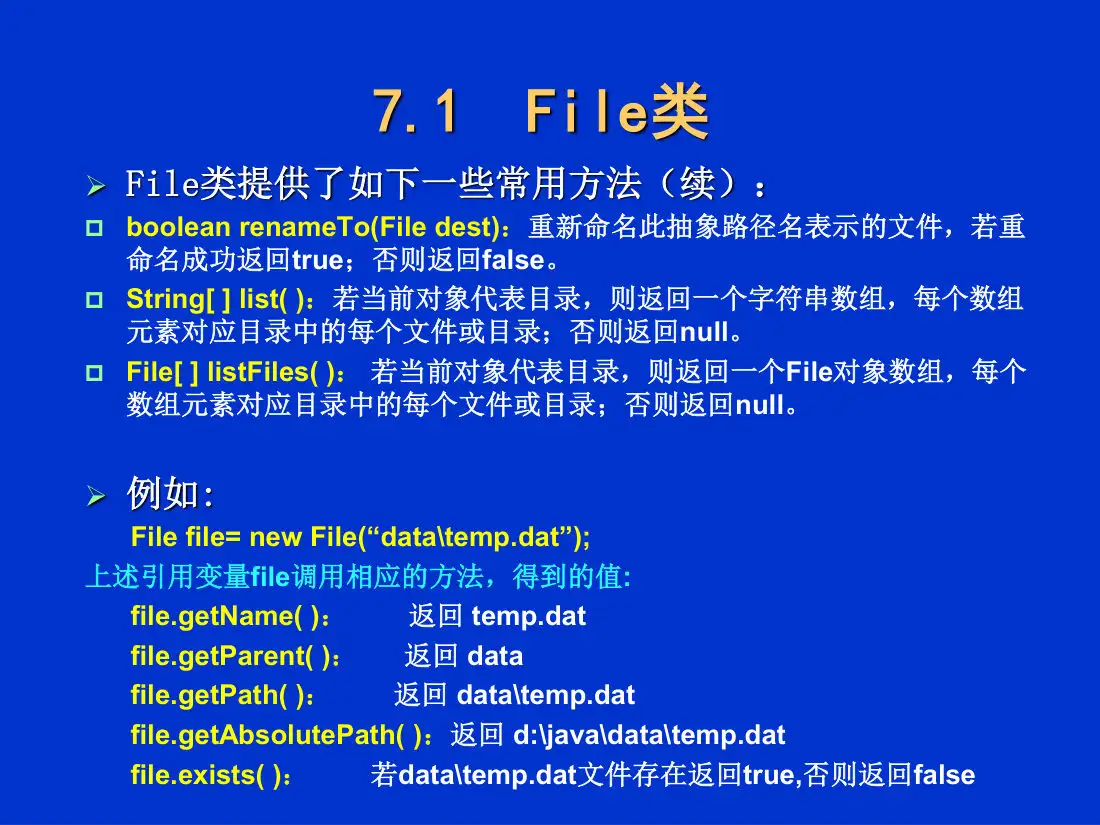 7.1 File类
File类提供了如下一些常用方法（续）：
boolean renameTo(File dest)：重新命名此抽象路径名表示的文件，若重
命名成功返回true；否则返回false。
String[ ] list( )：若当前对象代表目录，则返回一个字符串数组，每个数组
元素对应目录中的每个文件或目录；否则返回null。
File[ ] listFiles( )： 若当前对象代表目录，则返回一个File对象数组，每个
数组元素对应目录中的每个文件或目录；否则返回null。
例如:
File file= new File(“data\temp.dat”);
上述引用变量file调用相应的方法，得到的值:
file.getName( )： 返回 temp.dat
file.getParent( )： 返回 data
file.getPath( )： 返回 data\temp.dat
file.getAbsolutePath( )：返回 d:\java\data\temp.dat
file.exists( )： 若data\temp.dat文件存在返回true,否则返回false